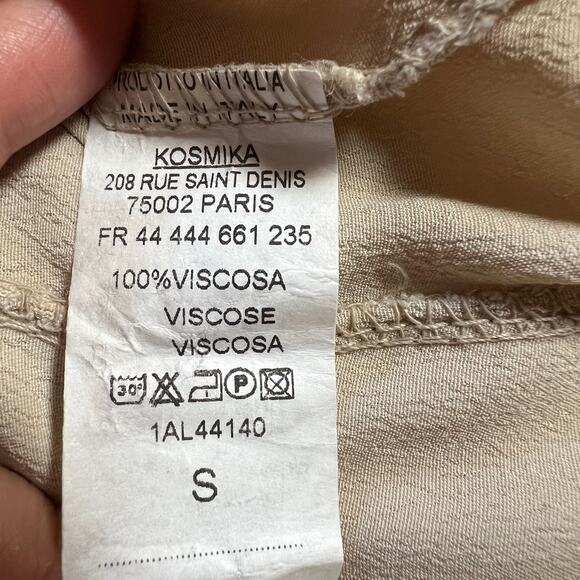 PRODOTTO IN ITALIA
MADE IN ITALY
KOSMIKA
208 RUE SAINT DENIS
75002 PARIS
FR 44 444 661 235
100%VISCOSA
VISCOSE
VISCOSA
30° P
1AL44140
S